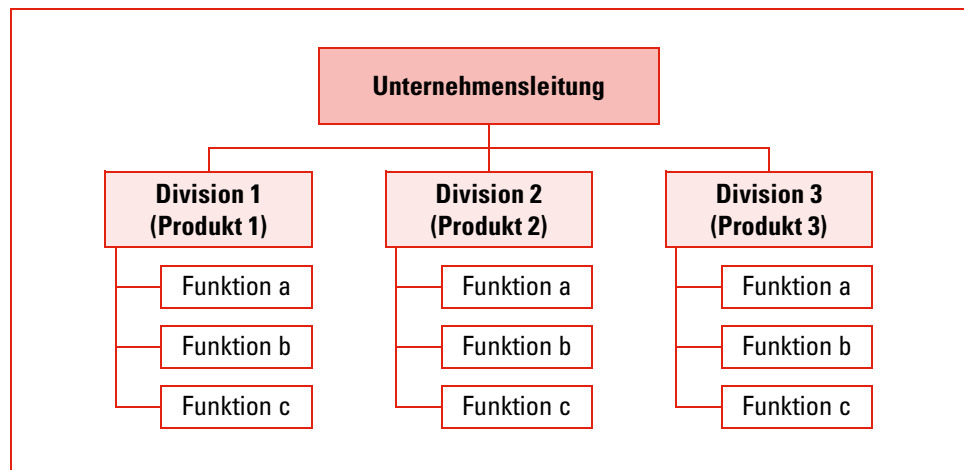 Unternehmensleitung
Division 1
(Produkt 1)
Division 2
(Produkt 2)
Division 3
(Produkt 3)
Funktion a
Funktion a
Funktion a
Funktion b
Funktion b
Funktion b
Funktion c
Funktion c
Funktion c